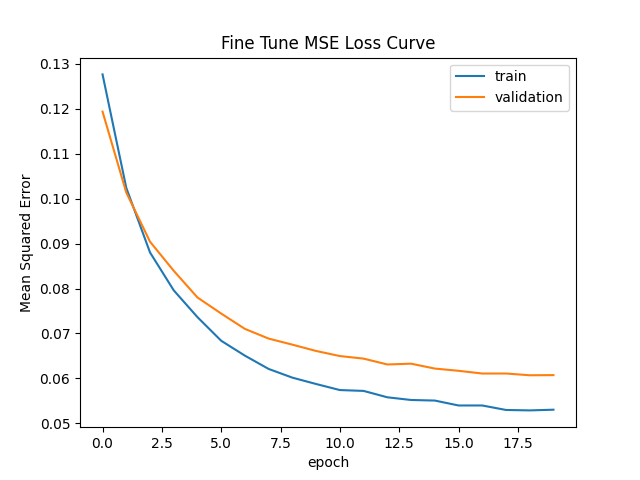 Fine Tune MSE Loss Curve
train
validation
0.13
0.12
0.11
0.10
0.09
0.08
0.07
0.06
0.05
Mean Squared Error
0.0 2.5 5.0 7.5 10.0 12.5 15.0 17.5
epoch